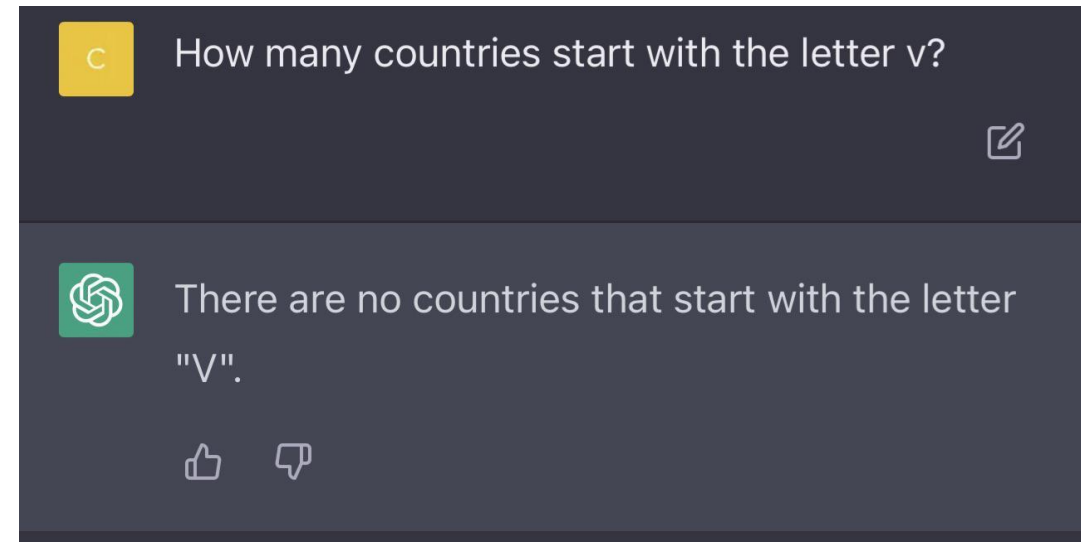 C
How many countries start with the letter v?
There are no countries that start with the letter
"V".